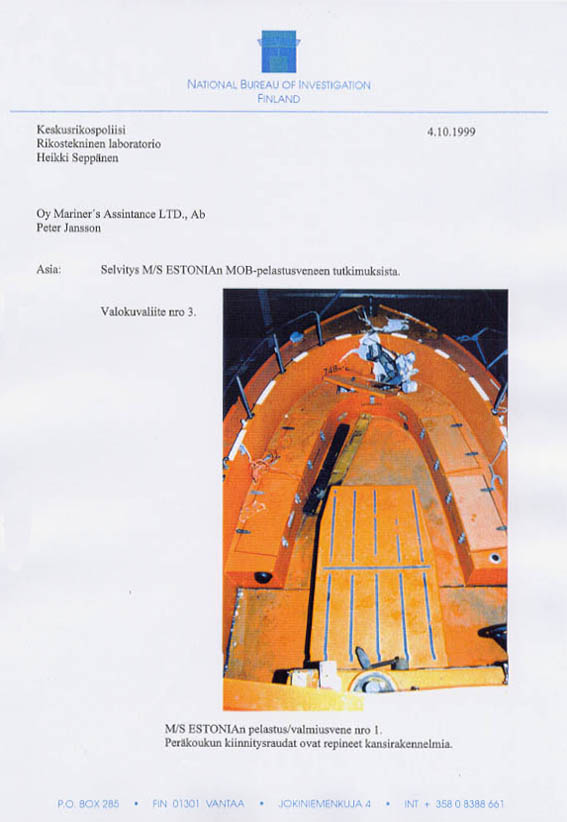 NATIONAL BUREAU OF INVESTIGATION
FINLAND
Keskusrikospoliisi
4.10.1999
Rikostekninen laboratorio
Heikki Seppänen
Oy Mariner´s Assintance LTD., Ab
Peter Jansson
Asia: Selvitys M/S ESTONIAn MOB-pelastusveneen tutkimuksista.
Valokuvaliite nro 3.
M/S ESTONIAn pelastus/valmiusvene nro 1.
Peräkoukun kiinnitysraudat ovat repineet kansirakennelmia.
P.O. BOX 285 • FIN 01301 VANTAA • JOKINIEMENKUJA 4 • INT + 358 0 8388 661